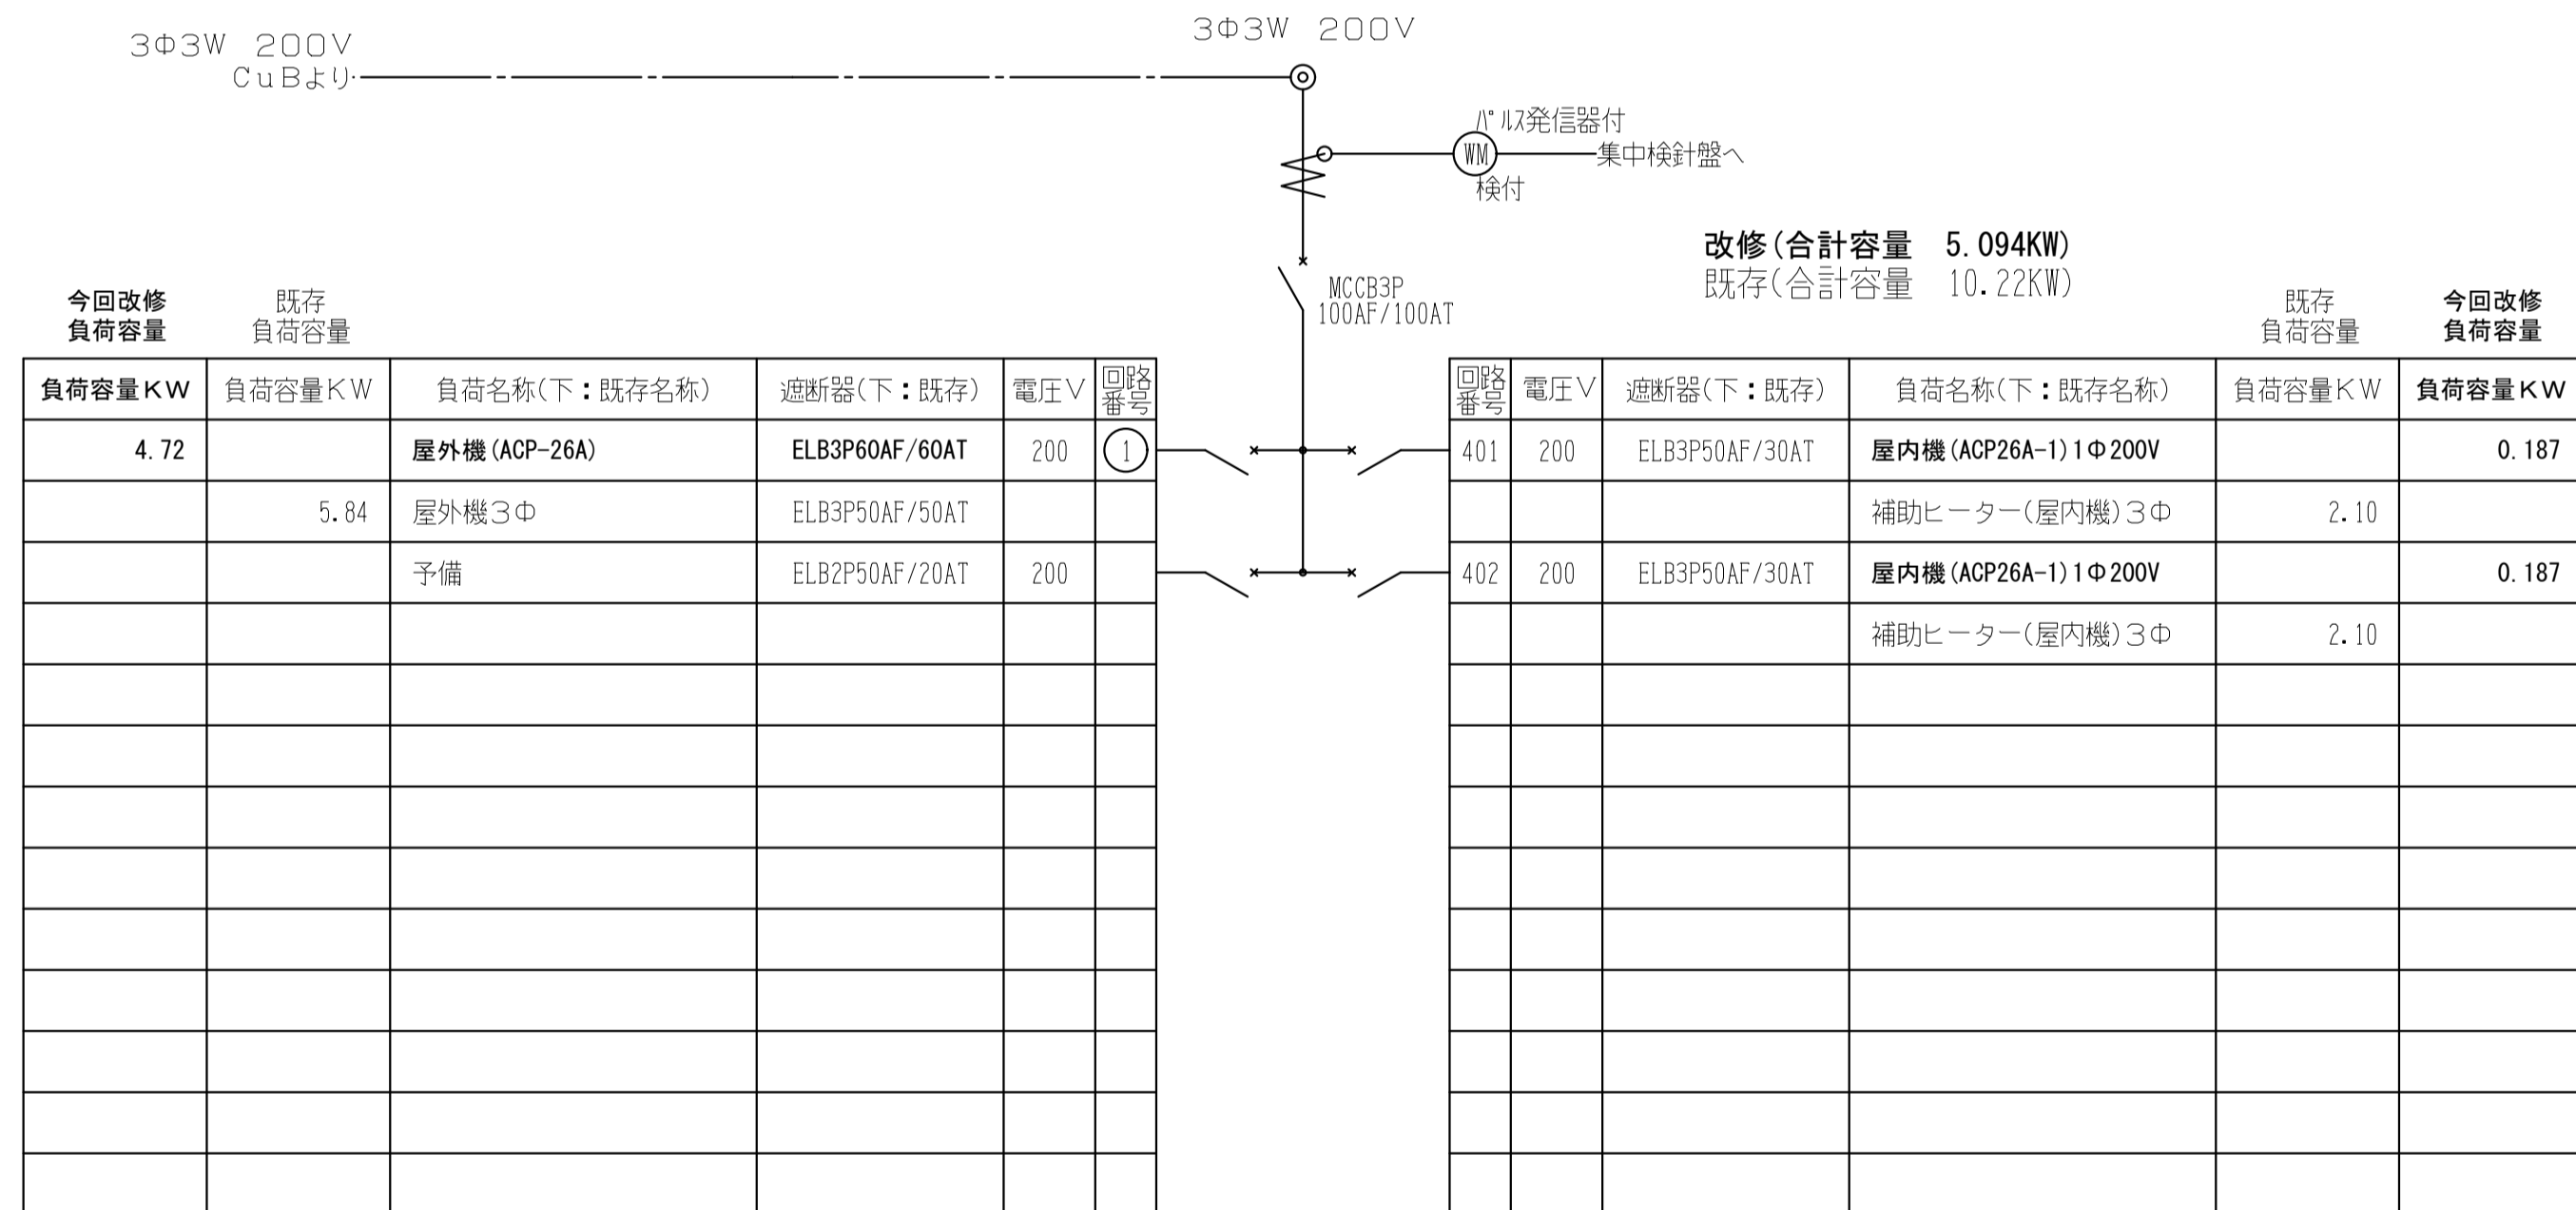 3Φ3W 200V
3Φ3W 200V
CuBより
パルス発信器付
WM
集中検針盤へ
検付
改修(合計容量 5.094KW)
既存(合計容量 10.22KW)
MCCB3P
100AF/100AT
今回改修
負荷容量
既存
負荷容量
既存
負荷容量
今回改修
負荷容量
負荷容量KW 負荷容量KW 負荷名称(下:既存名称) 遮断器(下:既存) 電圧V 回路番号
4.72 屋外機(ACP-26A) ELB3P60AF/60AT 200 1
5.84 屋外機3Φ ELB3P50AF/50AT
予備 ELB2P50AF/20AT 200
回路番号 電圧V 遮断器(下:既存) 負荷名称(下:既存名称) 負荷容量KW 負荷容量KW
401 200 ELB3P50AF/30AT 屋内機(ACP26A-1)1Φ200V 0.187
補助ヒーター(屋内機)3Φ 2.10
402 200 ELB3P50AF/30AT 屋内機(ACP26A-1)1Φ200V 0.187
補助ヒーター(屋内機)3Φ 2.10